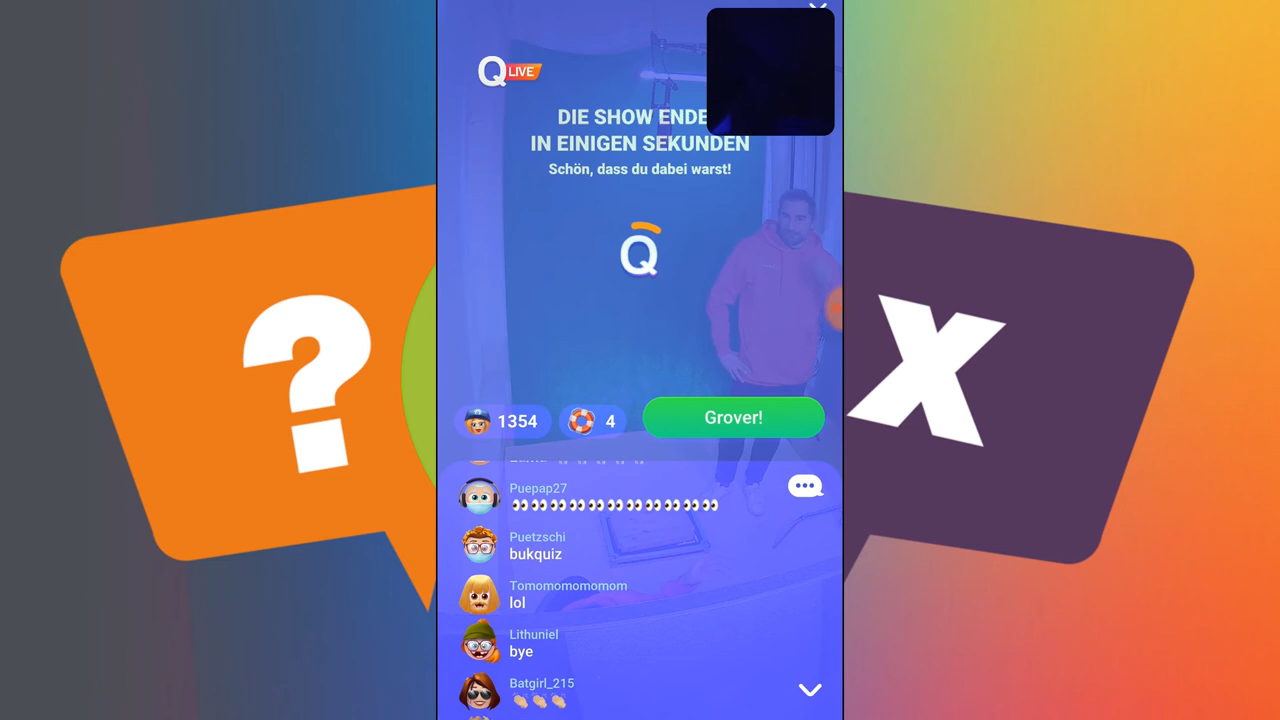 ?
Q LIVE
DIE SHOW ENDE
IN EINIGEN SEKUNDEN
Schön, dass du dabei warst!
Q
X
1354
4
Grover!
Puepap27
👀👀👀👀👀👀👀👀👀👀👀
Puetzschi
bukquiz
Tomomomomomom
lol
Lithuniel
bye
Batgirl_215
👏🏼👏🏼👏🏼